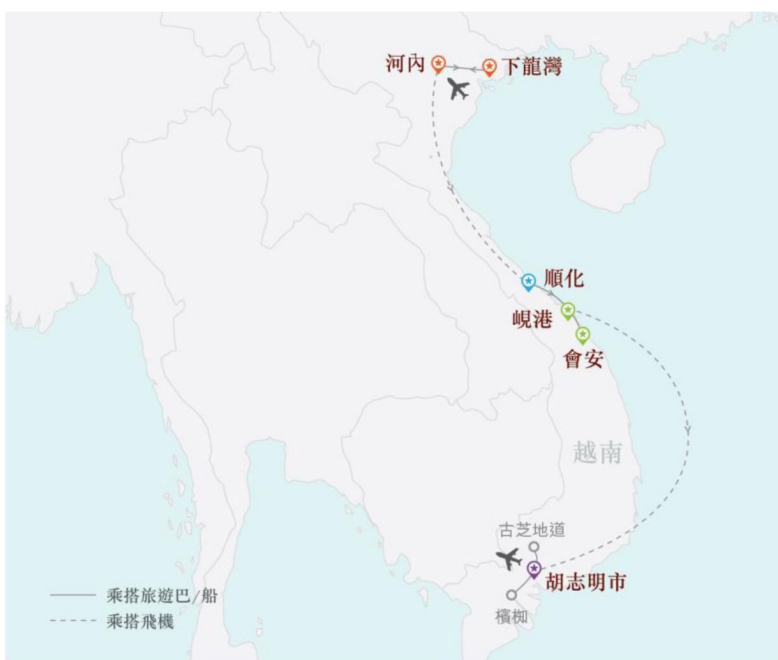 河內
下龍灣
順化
峴港
會安
越南
古芝地道
胡志明市
檳椥
乘搭旅遊巴/船
乘搭飛機